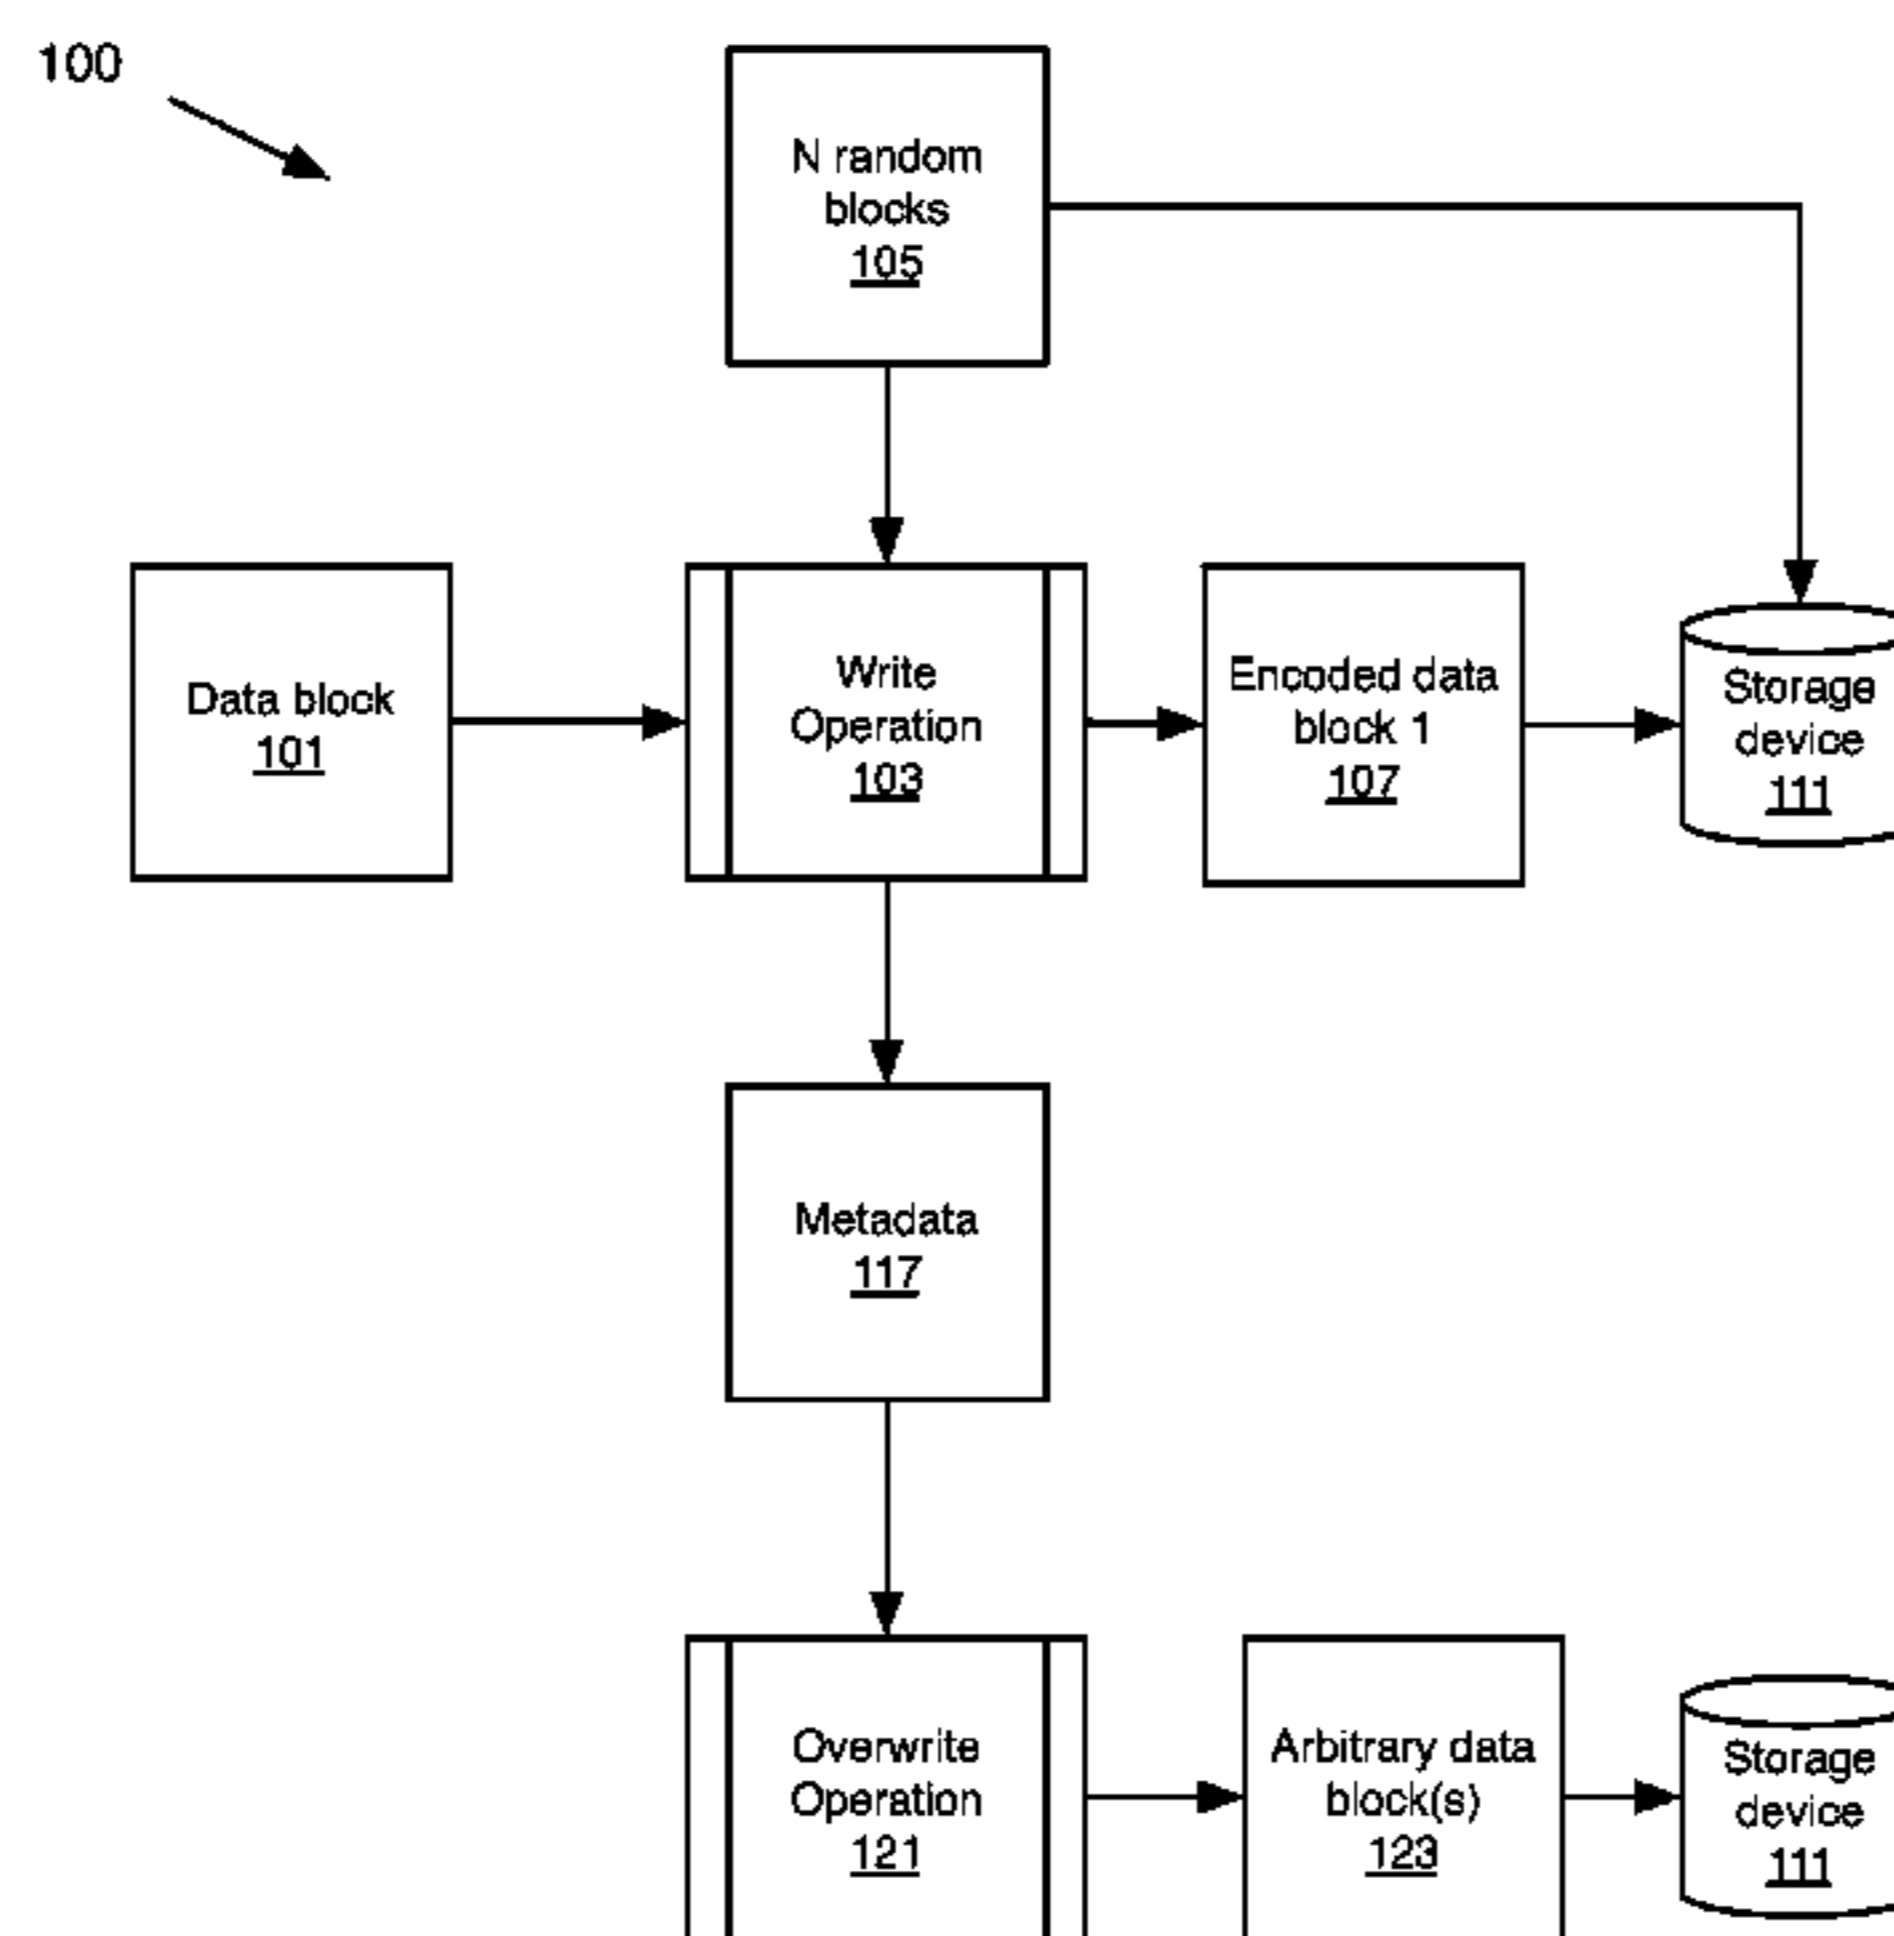 100
N random
blocks
105
Data block
101
Write
Operation
103
Encoded data
block 1
107
Storage
device
111
Metadata
117
Overwrite
Operation
121
Arbitrary data
block(s)
123
Storage
device
111